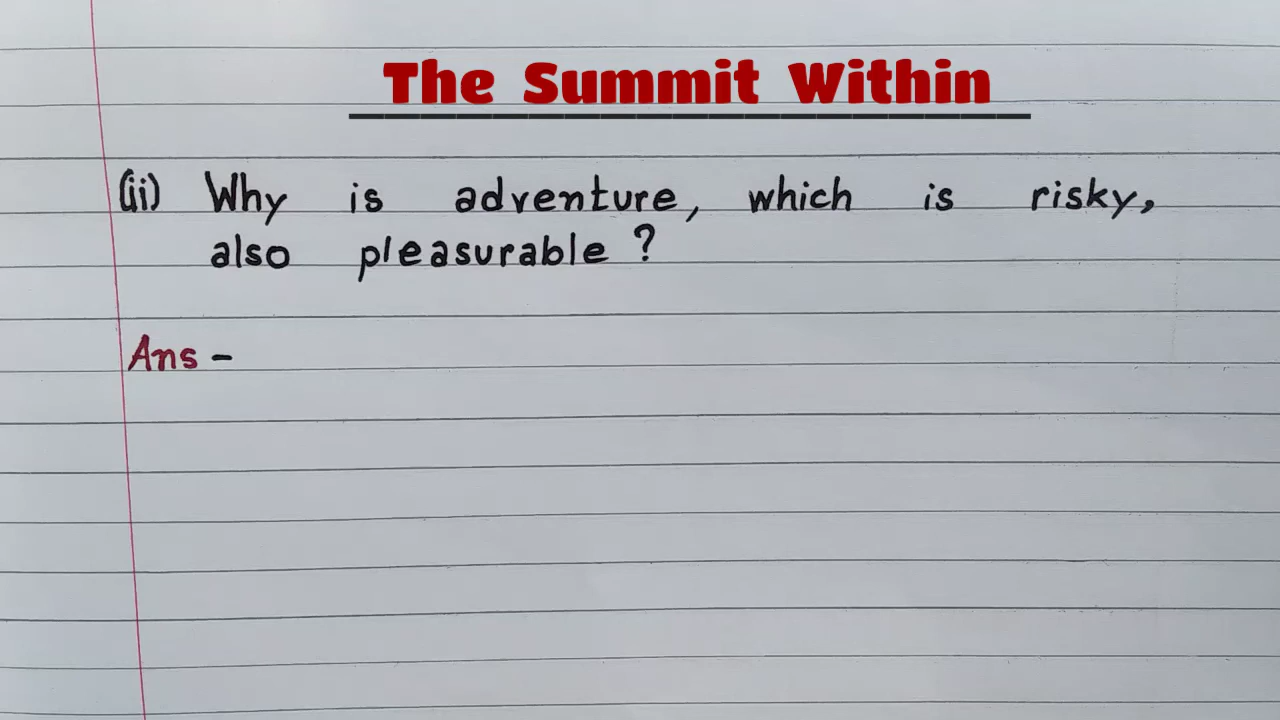 The Summit Within
(ii) Why is adventure, which is risky,
also pleasurable ?
Ans -